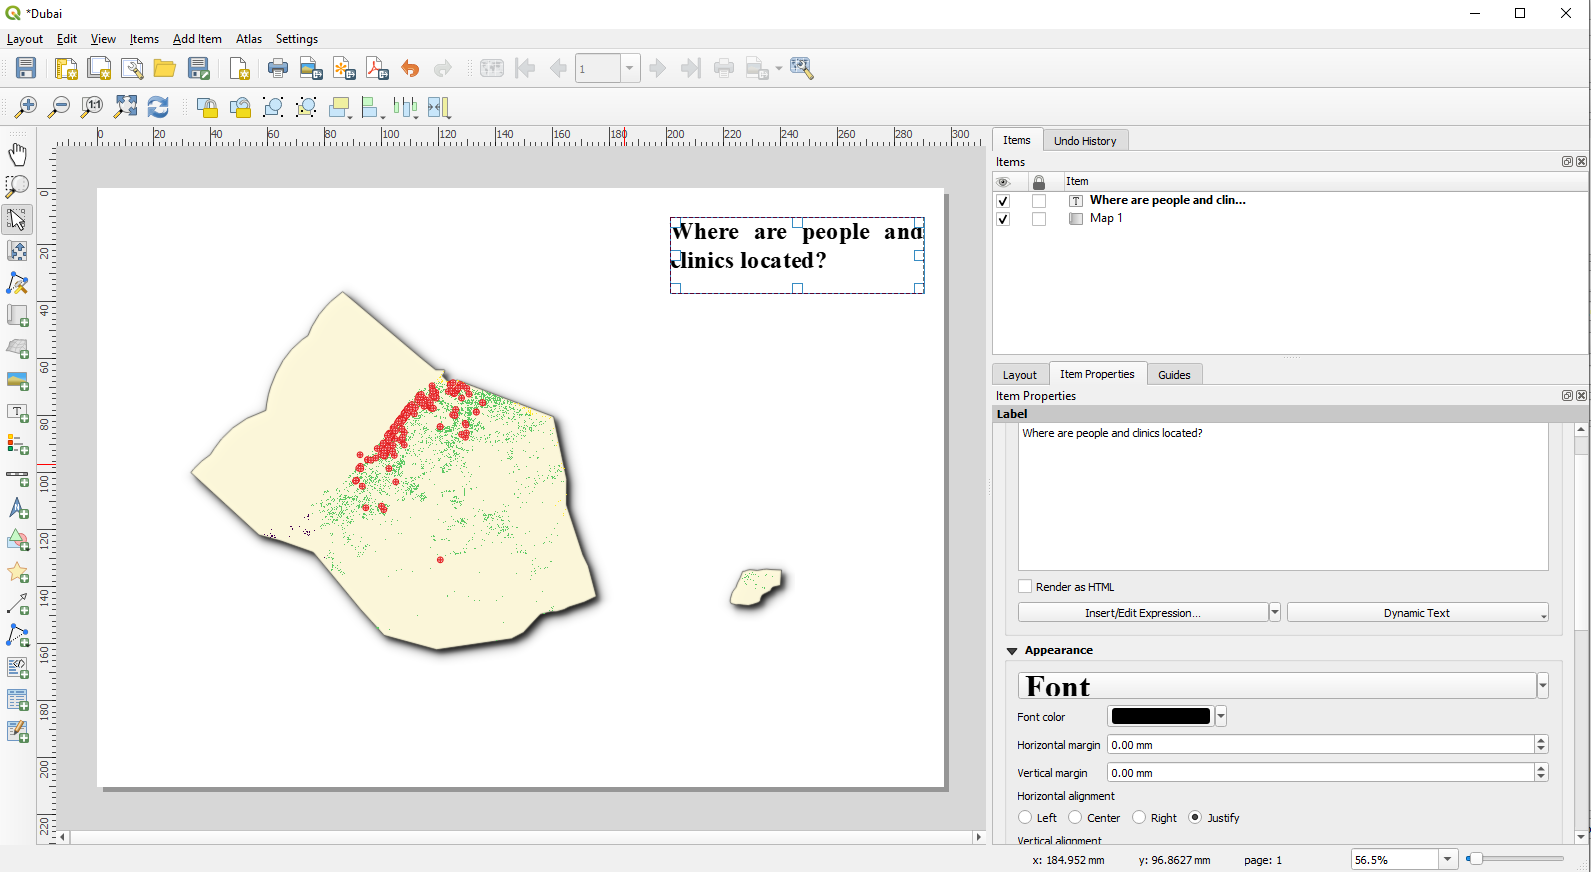 *Dubai
Layout Edit View Items Add Item Atlas Settings
1
1:1
0 20 40 60 80 100 120 140 160 180 200 220 240 260 280 300
0
20
40
60
80
100
120
140
160
180
200
220
Where are people and
clinics located?
Items Undo History
Items
Item
Where are people and clin...
Map 1
Layout Item Properties Guides
Item Properties
Label
Where are people and clinics located?
Render as HTML
Insert/Edit Expression... Dynamic Text
Appearance
Font
Font color
Horizontal margin 0.00 mm
Vertical margin 0.00 mm
Horizontal alignment
Left Center Right Justify
Vertical alignment
x: 184.952 mm y: 96.8627 mm page: 1 56.5%